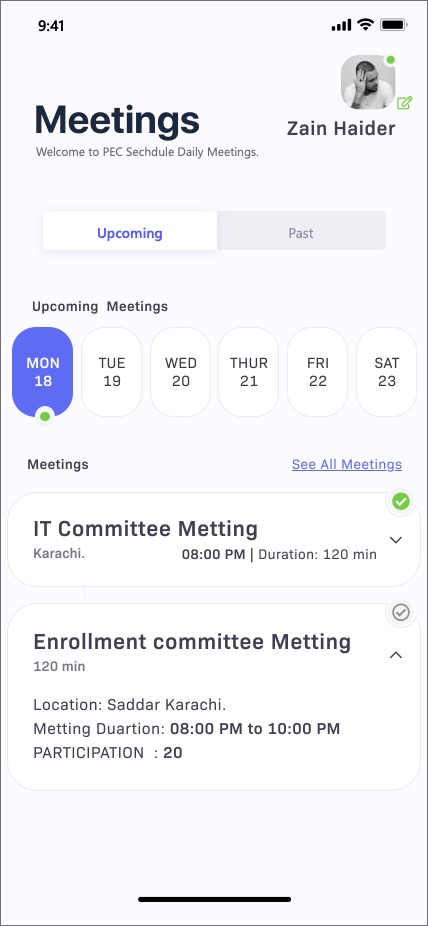 9:41
Meetings
Zain Haider
Welcome to PEC Sechdule Daily Meetings.
Upcoming
Past
Upcoming Meetings
MON
18
TUE
19
WED
20
THUR
21
FRI
22
SAT
23
Meetings
See All Meetings
IT Committee Metting
Karachi.
08:00 PM | Duration: 120 min
Enrollment committee Metting
120 min
Location: Saddar Karachi.
Metting Duartion: 08:00 PM to 10:00 PM
PARTICIPATION : 20